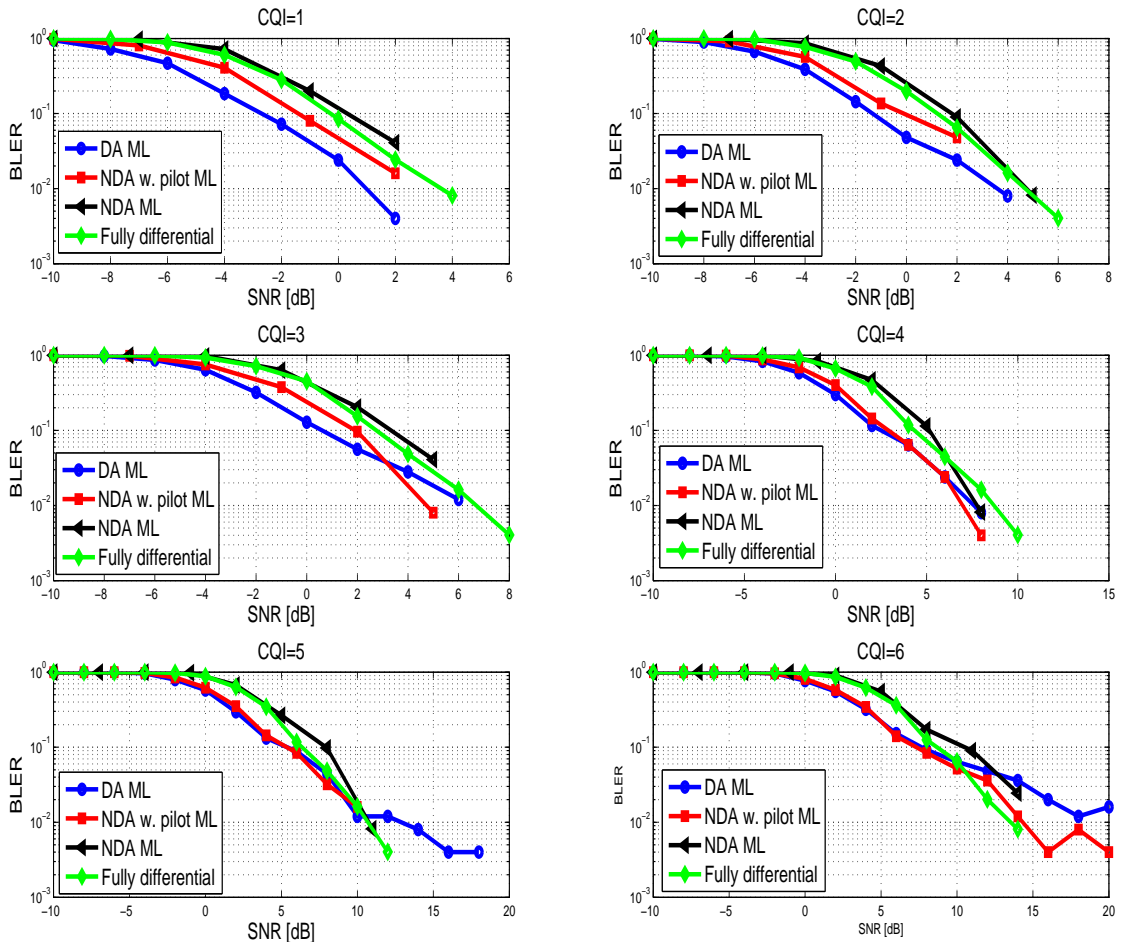 CQI=1
10^0
10^-1
10^-2
10^-3
BLER
DA ML
NDA w. pilot ML
NDA ML
Fully differential
-10 -8 -6 -4 -2 0 2 4 6
SNR [dB]
CQI=2
10^0
10^-1
10^-2
10^-3
BLER
DA ML
NDA w. pilot ML
NDA ML
Fully differential
-10 -8 -6 -4 -2 0 2 4 6 8
SNR [dB]
CQI=3
10^0
10^-1
10^-2
10^-3
BLER
DA ML
NDA w. pilot ML
NDA ML
Fully differential
-10 -8 -6 -4 -2 0 2 4 6 8
SNR [dB]
CQI=4
10^0
10^-1
10^-2
10^-3
BLER
DA ML
NDA w. pilot ML
NDA ML
Fully differential
-10 -5 0 5 10 15
SNR [dB]
CQI=5
10^0
10^-1
10^-2
10^-3
BLER
DA ML
NDA w. pilot ML
NDA ML
Fully differential
-10 -5 0 5 10 15 20
SNR [dB]
CQI=6
10^0
10^-1
10^-2
10^-3
BLER
DA ML
NDA w. pilot ML
NDA ML
Fully differential
-10 -5 0 5 10 15 20
SNR [dB]